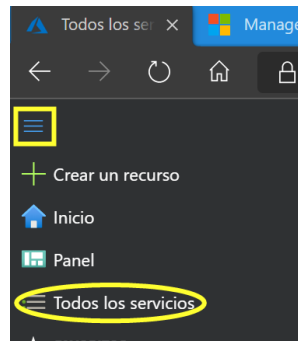 Todos los ser
Manage
Crear un recurso
Inicio
Panel
Todos los servicios